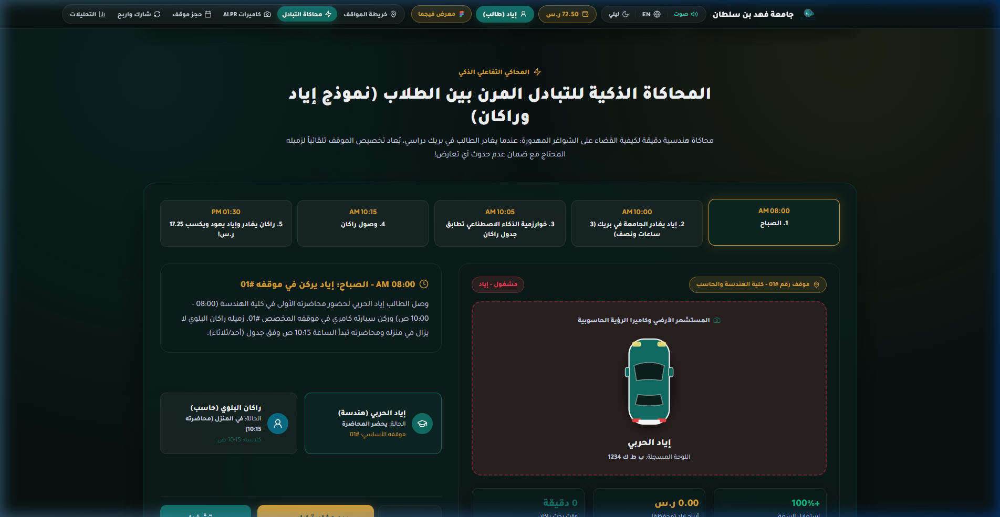 جامعة فهد بن سلطان
صوت
EN
ليلي
72.50 ر.س
إياد (طالب)
معرض فيجما
خريطة المواقف
محاكاة التبادل
كاميرات ALPR
حجز موقف
شارك واربح
التحليلات
المحاكي التفاعلي الذكي
المحاكاة الذكية للتبادل المرن بين الطلاب (نموذج إياد
وراكان)
محاكاة هندسية دقيقة لكيفية القضاء على الشواغر المهدورة: عندما يغادر الطالب في بريك دراسي، يُعاد تخصيص الموقف تلقائياً لزميله
المحتاج مع ضمان عدم حدوث أي تعارض!
08:00 AM
1. الصباح
10:00 AM
2. إياد يغادر الجامعة في بريك (3
ساعات ونصف)
10:05 AM
3. خوارزمية الذكاء الاصطناعي تطابق
جدول راكان
10:15 AM
4. وصول راكان
01:30 PM
5. راكان يغادر وإياد يعود ويكسب 17.25
ر.س!
موقف رقم #01 - كلية الهندسة والحاسب
مشغول - إياد
المستشعر الأرضي وكاميرا الرؤية الحاسوبية
إياد الحربي
اللوحة المسجلة: ب ط ك 1234
+100%
استغلال السعة
0.00 ر.س
أرباح إياد (محفظة)
0 دقيقة
وقت بحث راكان
08:00 AM - الصباح: إياد يركن في موقفه #01
وصل الطالب إياد الحربي لحضور محاضرته الأولى في كلية الهندسة (08:00 -
10:00 ص) وركن سيارته كامري في موقفه المخصص #01. زميله راكان البلوي لا
يزال في منزله ومحاضرته تبدأ الساعة 10:15 ص وفق جدول (أحد/ثلاثاء).
إياد الحربي (هندسة)
الحالة: يحضر المحاضرة
موقفه الأساسي: #01
راكان البلوي (حاسب)
الحالة: في المنزل (محاضرته
10:15)
كلاسه: 10:15 ص